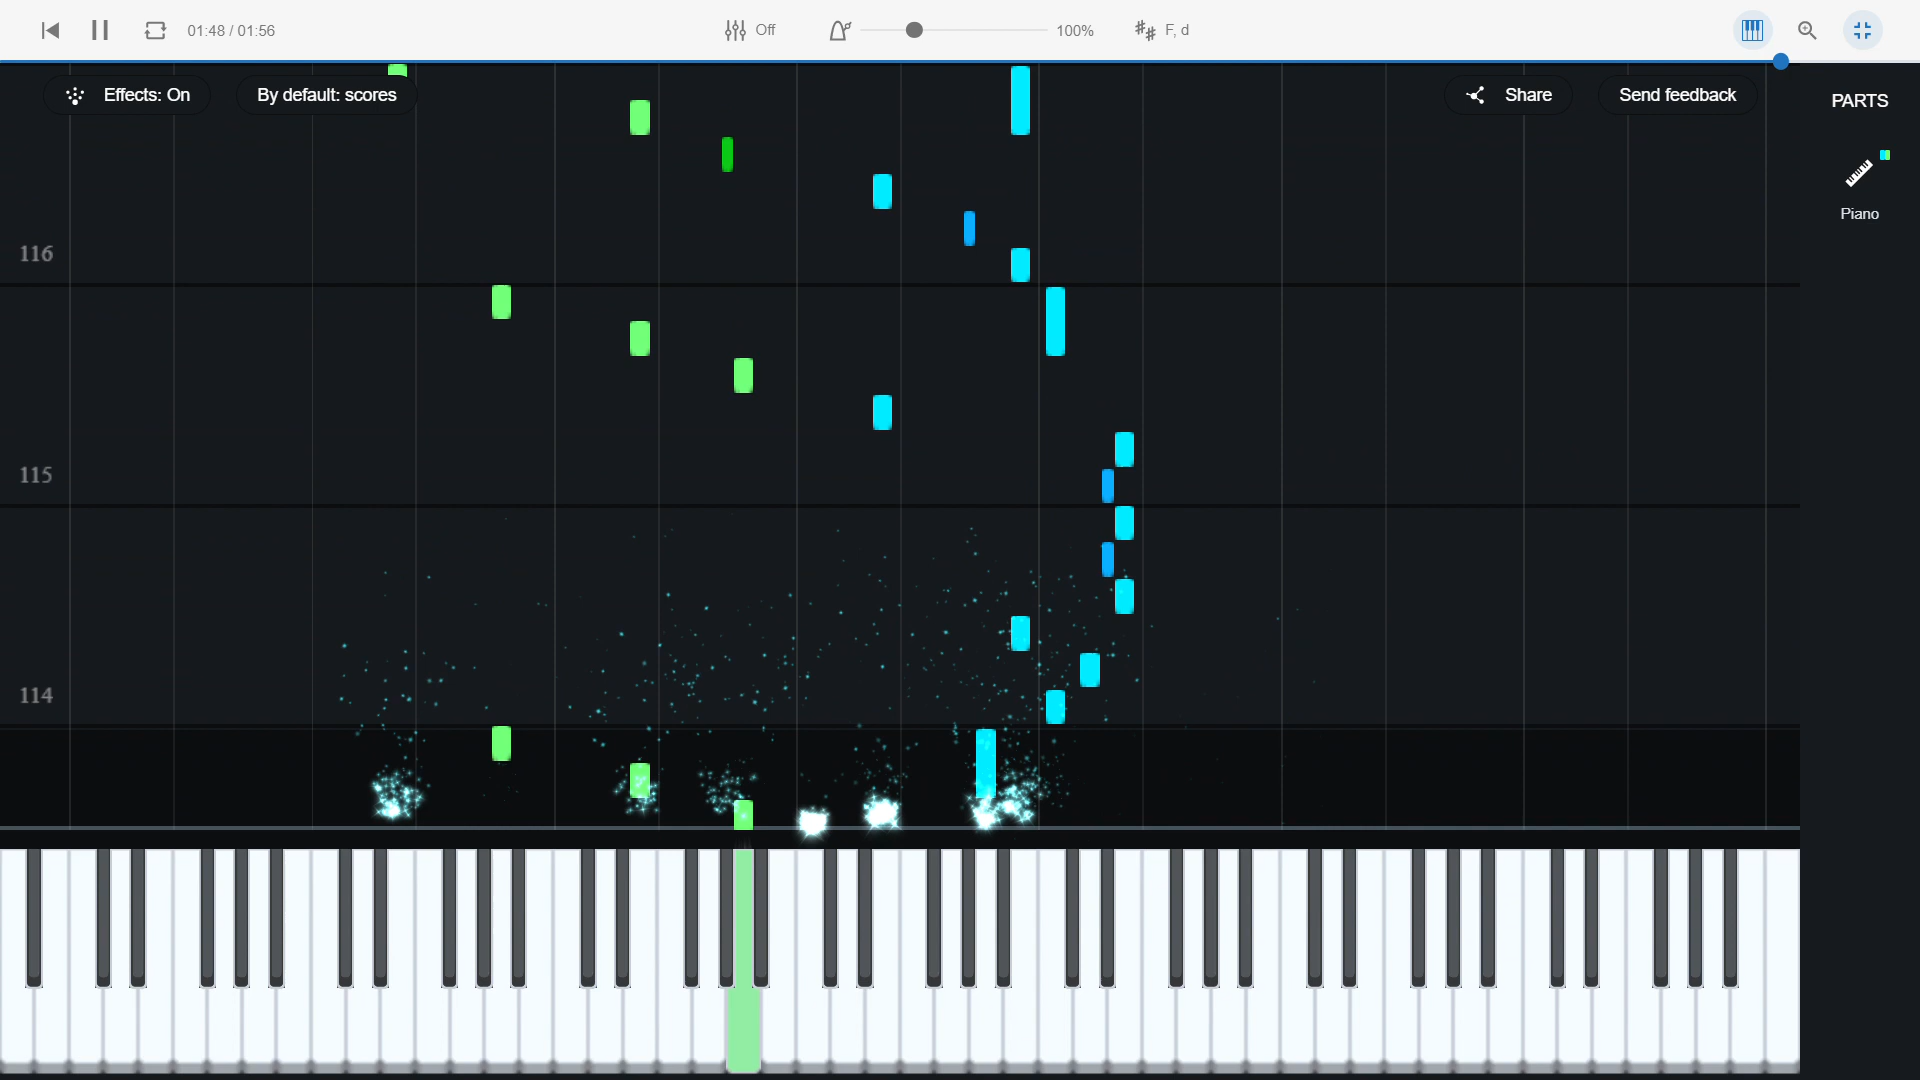 01:48 / 01:56
Off
100%
F, d
Effects: On
By default: scores
Share
Send feedback
PARTS
Piano
116
115
114